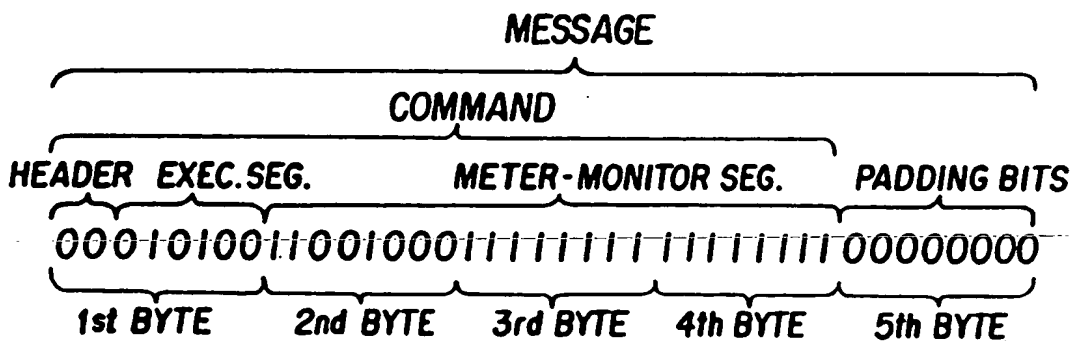 MESSAGE
COMMAND
HEADER EXEC.SEG. METER-MONITOR SEG. PADDING BITS
0001010011001000111111111111111100000000
1st BYTE 2nd BYTE 3rd BYTE 4th BYTE 5th BYTE